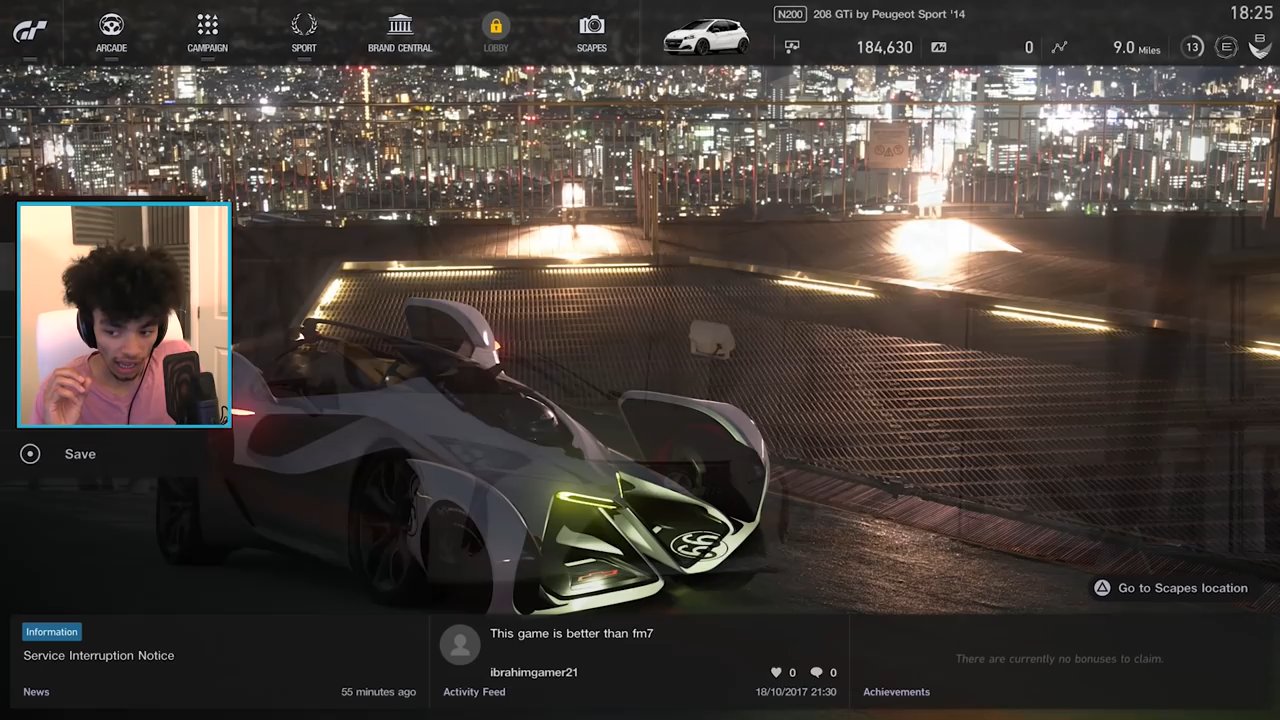 ARCADE
CAMPAIGN
SPORT
BRAND CENTRAL
LOBBY
SCAPES
N200 208 GTi by Peugeot Sport '14
184,630
0
9.0 Miles
13
E
B
18:25
Save
66
Go to Scapes location
Information
Service Interruption Notice
News
55 minutes ago
This game is better than fm7
ibrahimgamer21
0 0
Activity Feed
18/10/2017 21:30
There are currently no bonuses to claim.
Achievements